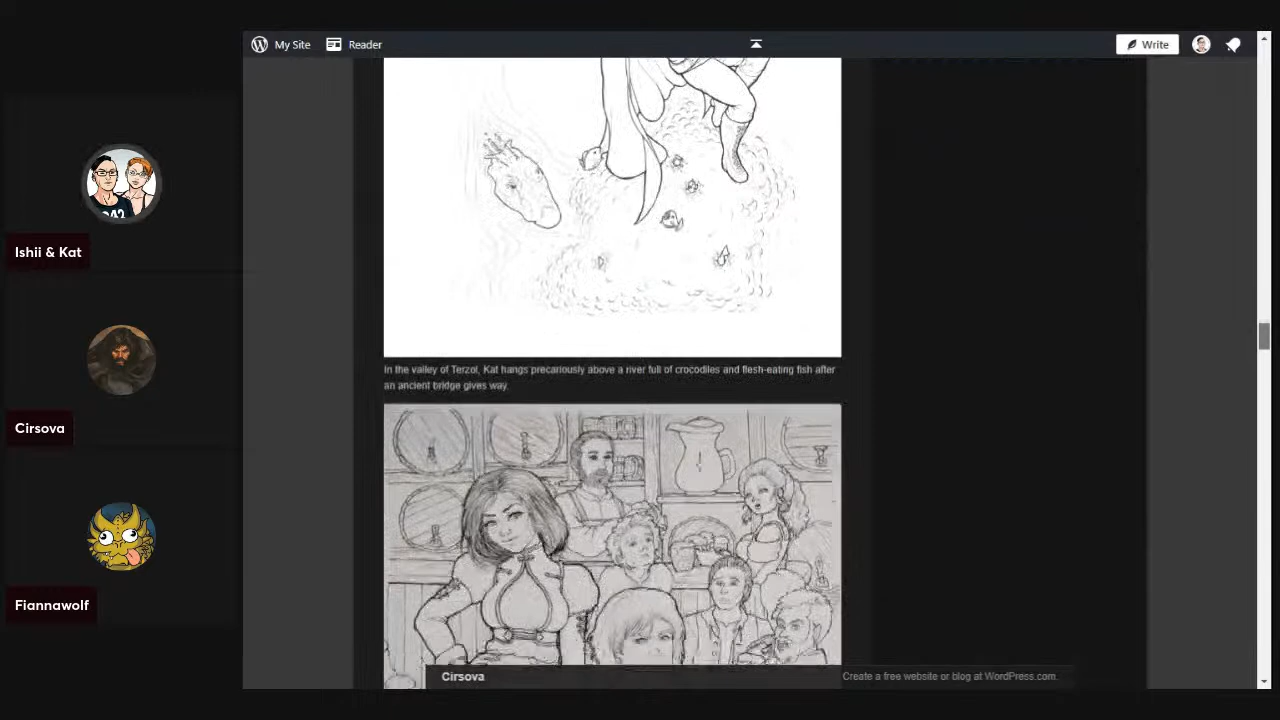 My Site
Reader
Write
Ishii & Kat
Cirsova
Fiannawolf
In the valley of Terzol, Kat hangs precariously above a river full of crocodiles and flesh-eating fish after
an ancient bridge gives way.
Cirsova
Create a free website or blog at WordPress.com.